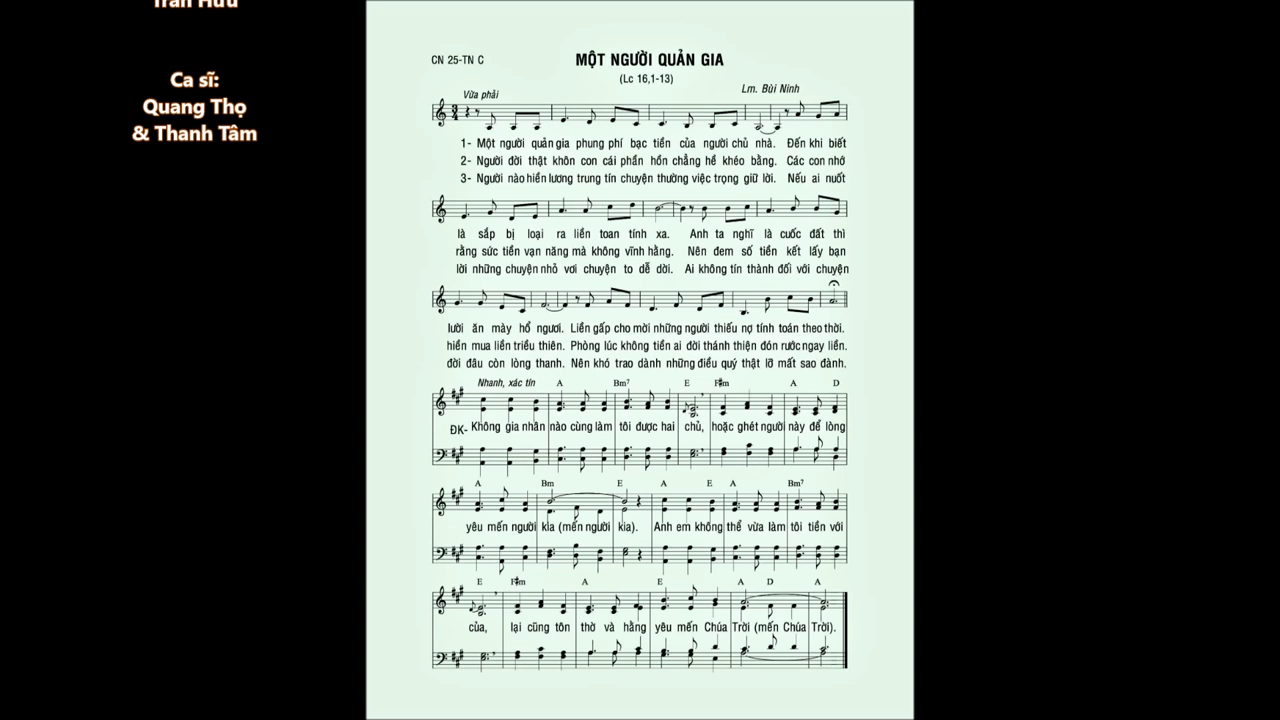 Trần Hữu
Ca sĩ:
Quang Thọ
& Thanh Tâm
CN 25-TN C
MỘT NGƯỜI QUẢN GIA
(Lc 16,1-13)
Lm. Bùi Ninh
Vừa phải
1- Một người quản gia phung phí bạc tiền của người chủ nhà. Đến khi biết
2- Người đời thật khôn con cái phần hồn chẳng hề khéo bằng. Các con nhớ
3- Người nào hiền lương trung tín chuyện thường việc trọng giữ lời. Nếu ai nuốt
là sắp bị loại ra liền toan tính xa. Anh ta nghĩ là cuốc đất thì
rằng sức tiền vạn năng mà không vĩnh hằng. Nên đem số tiền kết lấy bạn
lời những chuyện nhỏ vơi chuyện to dễ dời. Ai không tín thành đối với chuyện
lười ăn mày hổ ngươi. Liền gấp cho mời những người thiếu nợ tính toán theo thời.
hiền mua liền triều thiên. Phòng lúc không tiền ai đời thánh thiện đón rước ngay liền.
đời đâu còn lòng thanh. Nên khó trao dành những điều quý thật lỡ mất sao đành.
Nhanh, xác tín A Bm7 E F#m A D
ĐK- Không gia nhân nào cùng làm tôi được hai chủ, hoặc ghét người này để lòng
A Bm E A E A Bm7
yêu mến người kia (mến người kia). Anh em không thể vừa làm tôi tiền với
E F#m A E A D A
của, lại cũng tôn thờ và hằng yêu mến Chúa Trời (mến Chúa Trời).